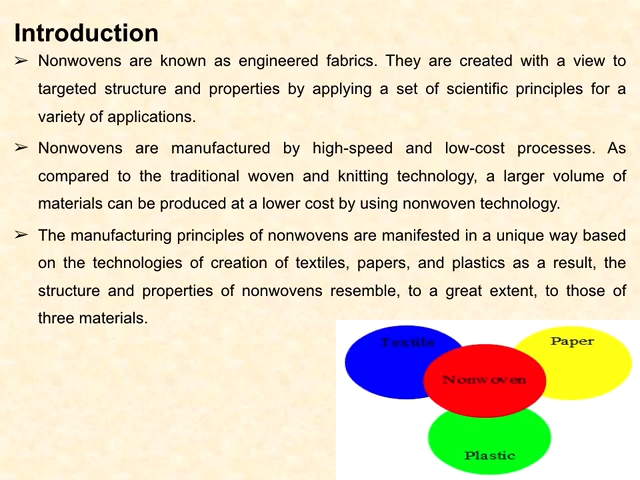 Introduction
➢ Nonwovens are known as engineered fabrics. They are created with a view to
targeted structure and properties by applying a set of scientific principles for a
variety of applications.
➢ Nonwovens are manufactured by high-speed and low-cost processes. As
compared to the traditional woven and knitting technology, a larger volume of
materials can be produced at a lower cost by using nonwoven technology.
➢ The manufacturing principles of nonwovens are manifested in a unique way based
on the technologies of creation of textiles, papers, and plastics as a result, the
structure and properties of nonwovens resemble, to a great extent, to those of
three materials.
Textile
Paper
Nonwoven
Plastic